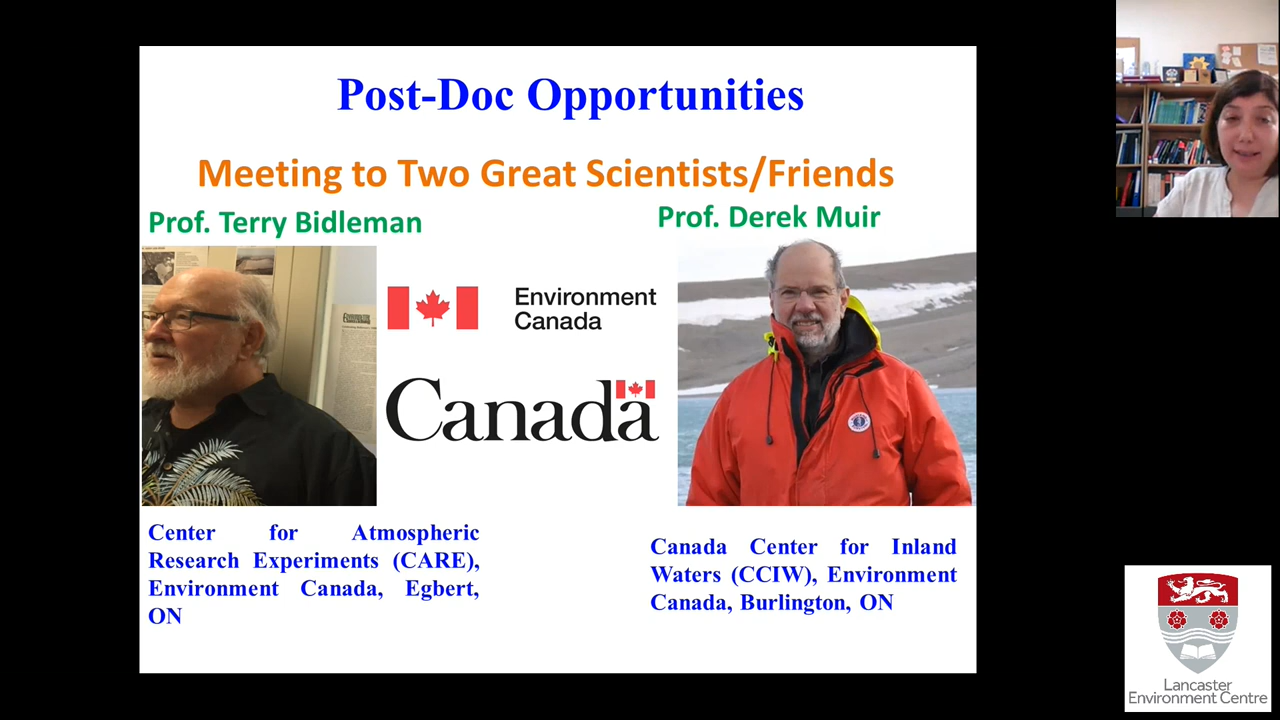 Post-Doc Opportunities
Meeting to Two Great Scientists/Friends
Prof. Terry Bidleman
Prof. Derek Muir
Environment
Canada
Canada
Center for Atmospheric
Research Experiments (CARE),
Environment Canada, Egbert,
ON
Canada Center for Inland
Waters (CCIW), Environment
Canada, Burlington, ON
Lancaster
Environment Centre